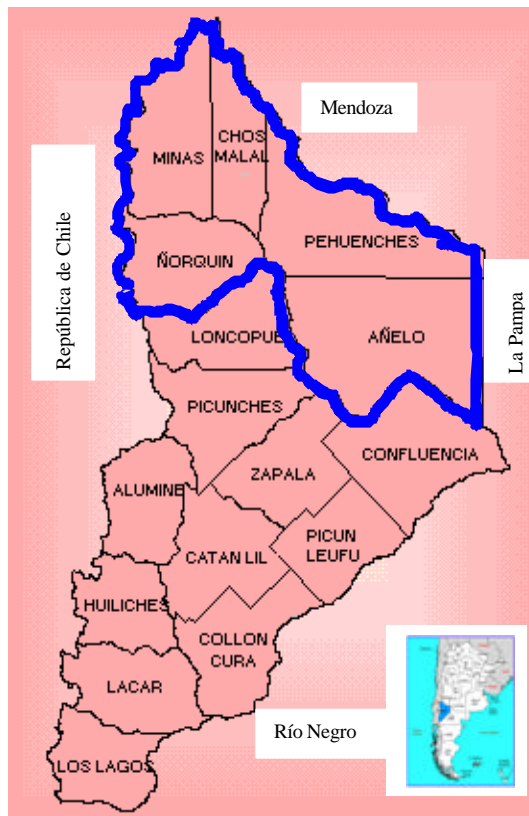 Mendoza
CHOS
MALAL
MINAS
República de Chile
PEHUENCHES
ÑORQUIN
LONCOPUE
AÑELO
La Pampa
PICUNCHES
CONFLUENCIA
ZAPALA
ALUMINE
PICUN
LEUFU
CATAN LIL
HUILICHES
COLLON
CURA
LACAR
Río Negro
LOS LAGOS